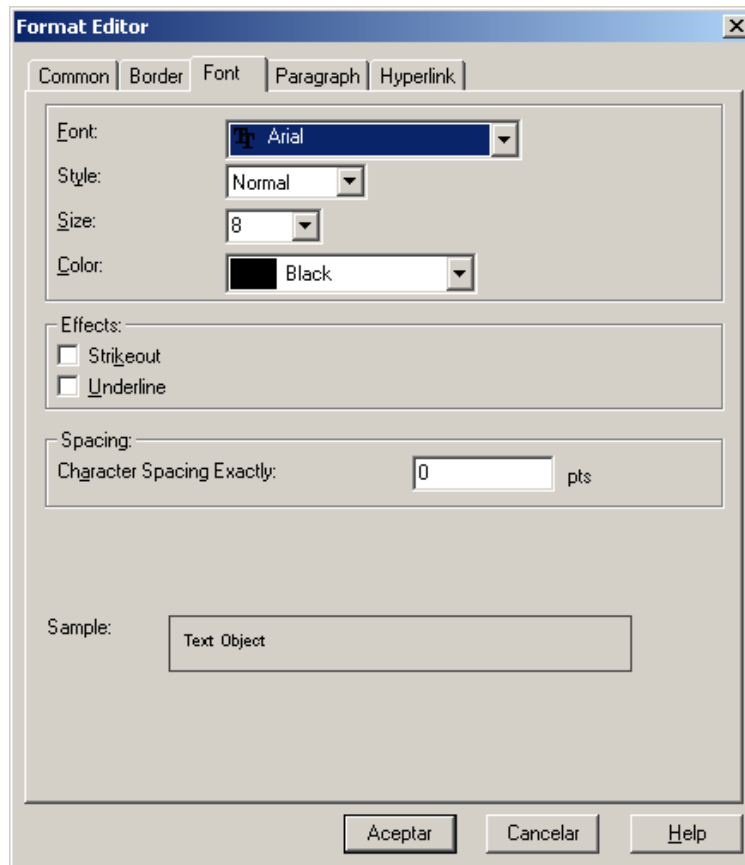 Format Editor
Common Border Font Paragraph Hyperlink
Font: Arial
Style: Normal
Size: 8
Color: Black
Effects:
Strikeout
Underline
Spacing:
Character Spacing Exactly: 0 pts
Sample: Text Object
Aceptar Cancelar Help